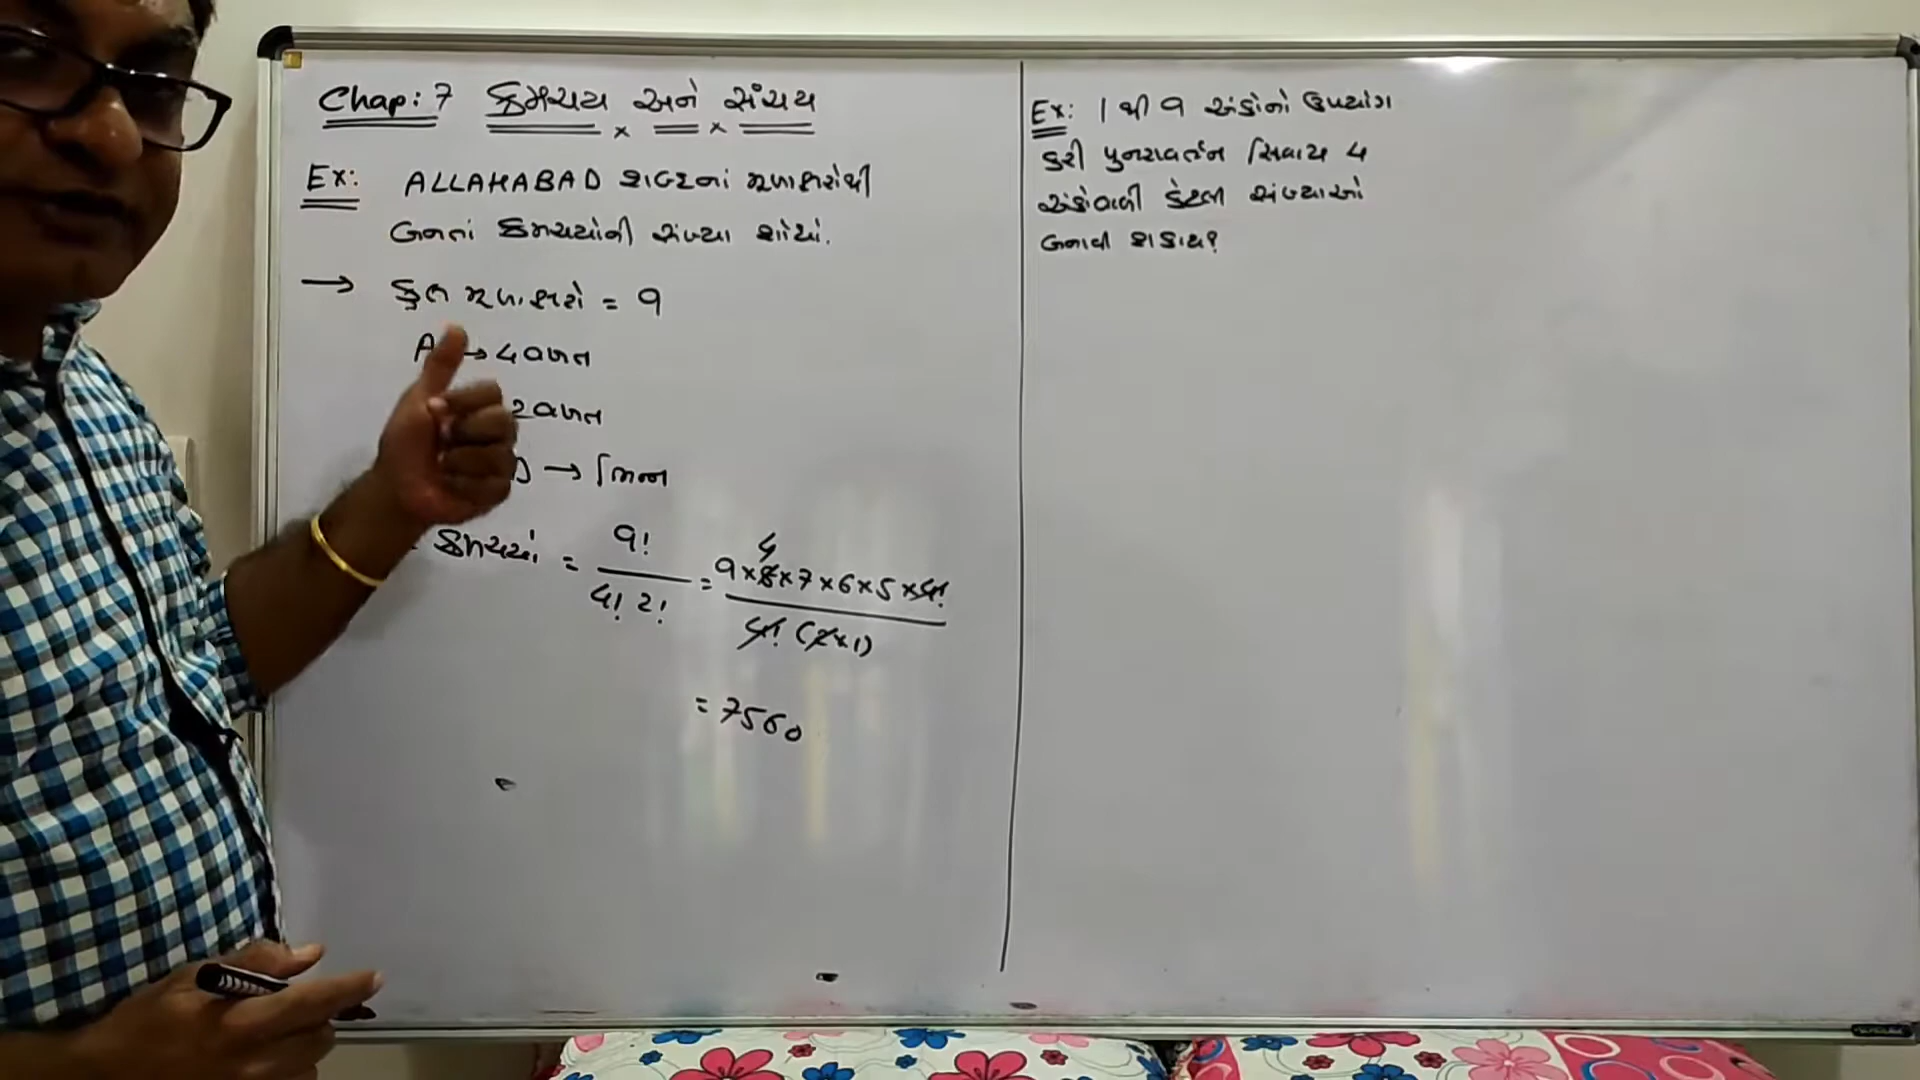 Chap: 7 ક્રમચય અને સંચય
Ex: ALLAHABAD શબ્દનાં મૂળાક્ષરોથી
બનતાં ક્રમચયોની સંખ્યા શોધો.
→ કુલ મૂળાક્ષરો = 9
A → 4 વખત
2 વખત
D → ભિન્ન
ક્રમચયો = 9! / 4! 2! = 9×8×7×6×5×4! / 4! (2×1)
4
= 7560
Ex: 1 થી 9 અંકોનો ઉપયોગ
કરી પુનરાવર્તન સિવાય 4
અંકોવાળી કેટલી સંખ્યાઓ
બનાવી શકાય?